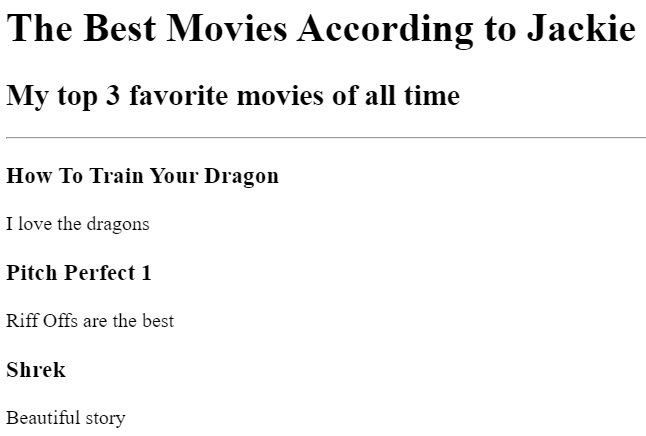 The Best Movies According to Jackie
My top 3 favorite movies of all time
How To Train Your Dragon
I love the dragons
Pitch Perfect 1
Riff Offs are the best
Shrek
Beautiful story